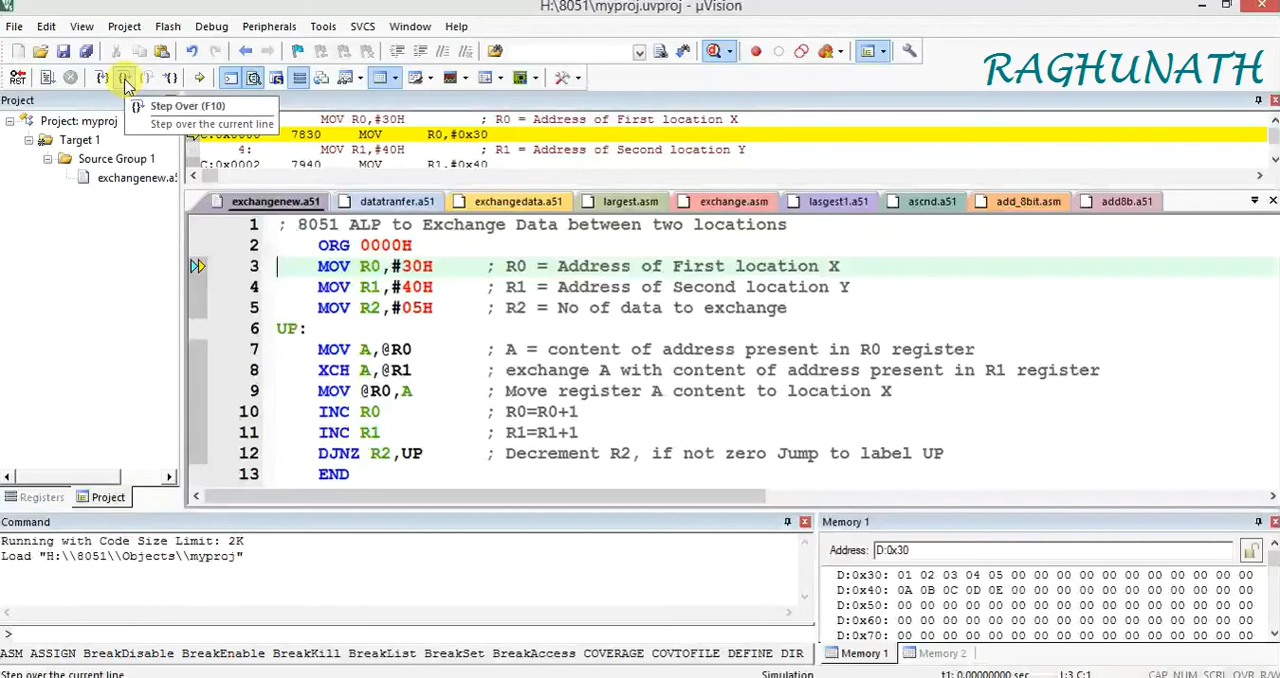 H:\8051\myproj.uvproj - µVision
File Edit View Project Flash Debug Peripherals Tools SVCS Window Help
RAGHUNATH
RST
Project
Step Over (F10)
Step over the current line
Project: myproj
Target 1
Source Group 1
exchangenew.a5
MOV R0,#30H ; R0 = Address of First location X
C:0x0000 7830 MOV R0,#0x30
4: MOV R1,#40H ; R1 = Address of Second location Y
C:0x0002 7940 MOV R1,#0x40
exchangenew.a51 datatranfer.a51 exchangedata.a51 largest.asm exchange.asm lasgest1.a51 ascnd.a51 add_8bit.asm add8b.a51
1 ; 8051 ALP to Exchange Data between two locations
2 ORG 0000H
3 MOV R0,#30H ; R0 = Address of First location X
4 MOV R1,#40H ; R1 = Address of Second location Y
5 MOV R2,#05H ; R2 = No of data to exchange
6 UP:
7 MOV A,@R0 ; A = content of address present in R0 register
8 XCH A,@R1 ; exchange A with content of address present in R1 register
9 MOV @R0,A ; Move register A content to location X
10 INC R0 ; R0=R0+1
11 INC R1 ; R1=R1+1
12 DJNZ R2,UP ; Decrement R2, if not zero Jump to label UP
13 END
Registers Project
Command
Running with Code Size Limit: 2K
Load "H:\\8051\\Objects\\myproj"
>
ASM ASSIGN BreakDisable BreakEnable BreakKill BreakList BreakSet BreakAccess COVERAGE COVTOFILE DEFINE DIR
Memory 1
Address: D:0x30
D:0x30: 01 02 03 04 05 00 00 00 00 00 00 00 00 00 00 00
D:0x40: 0A 0B 0C 0D 0E 00 00 00 00 00 00 00 00 00 00 00
D:0x50: 00 00 00 00 00 00 00 00 00 00 00 00 00 00 00 00
D:0x60: 00 00 00 00 00 00 00 00 00 00 00 00 00 00 00 00
D:0x70: 00 00 00 00 00 00 00 00 00 00 00 00 00 00 00 00
Memory 1 Memory 2
Step over the current line Simulation t1: 0.00000000 sec L:3 C:1 CAP NUM SCRL OVR R/W